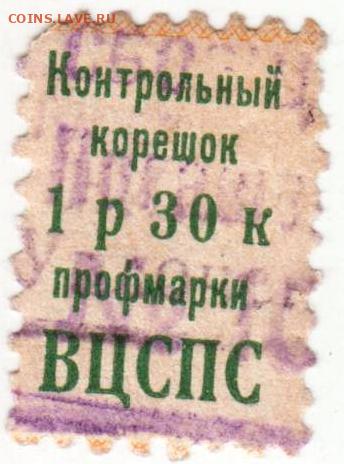 COINS.LAVE.RU
Контрольный
корешок
1 р 30 к
профмарки
ВЦСПС